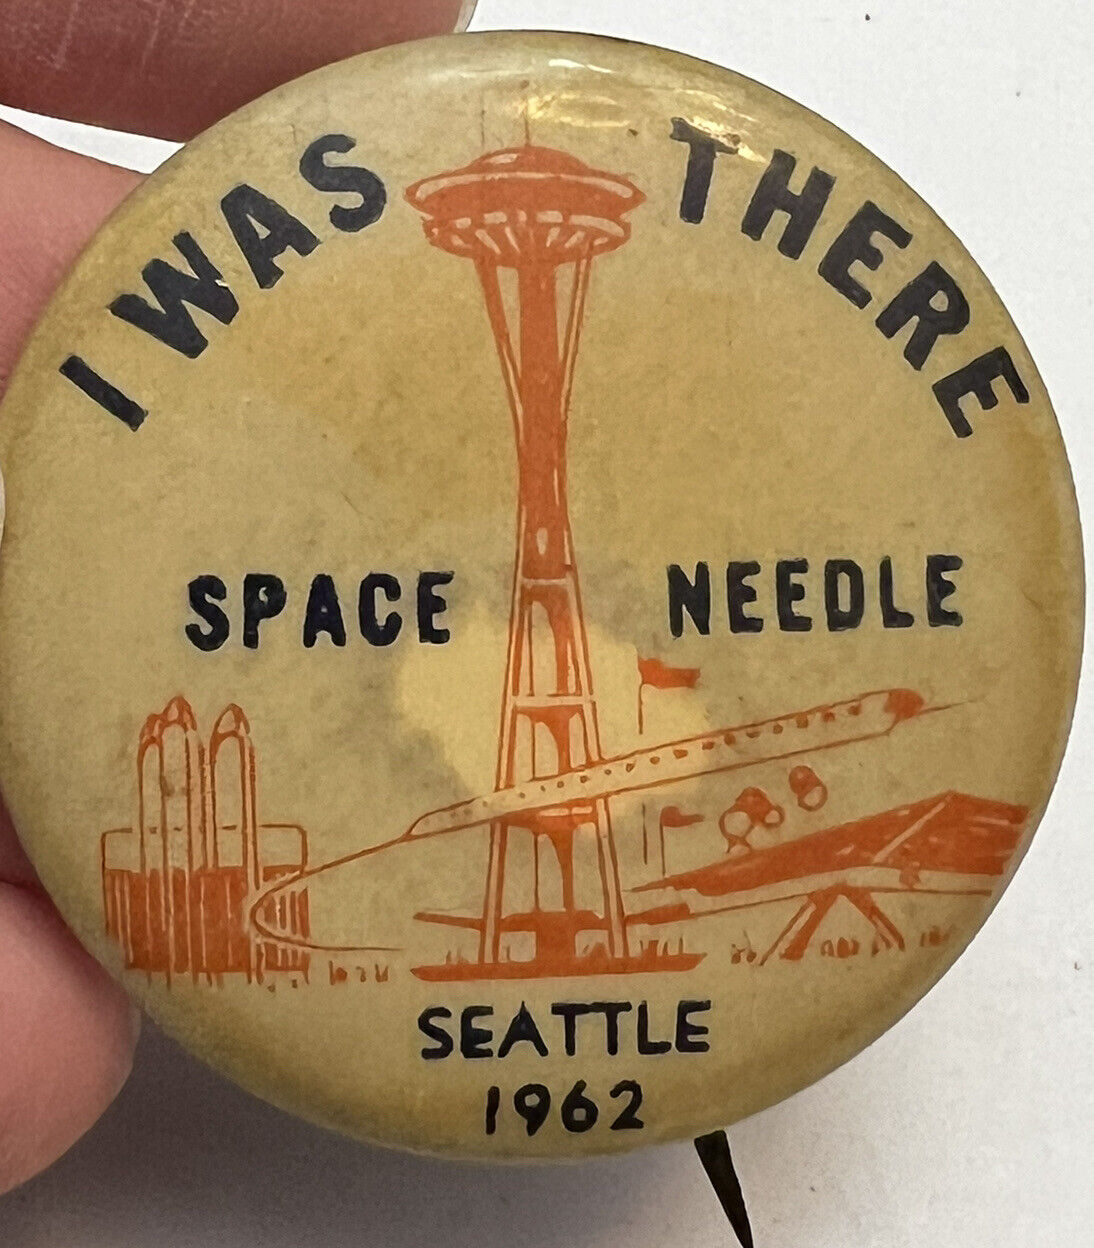 I WAS THERE
SPACE NEEDLE
SEATTLE
1962